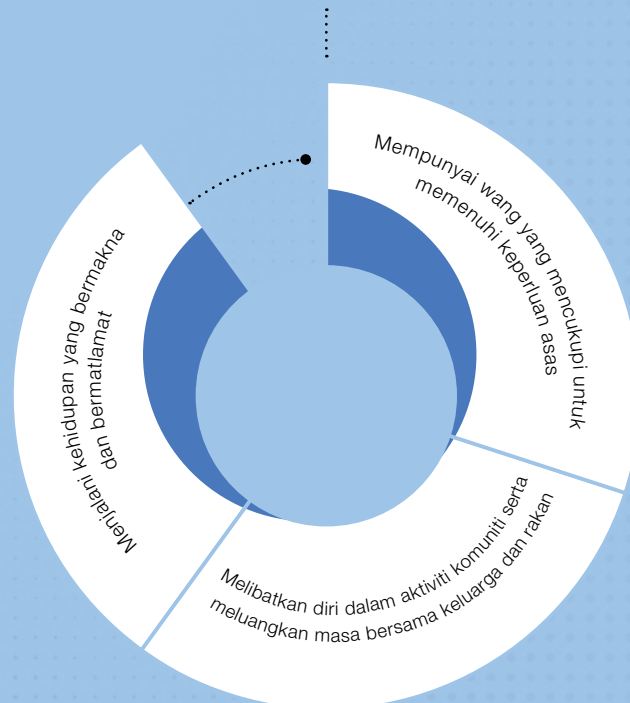 Mempunyai wang yang mencukupi untuk
memenuhi keperluan asas
Melibatkan diri dalam aktiviti komuniti serta
meluangkan masa bersama keluarga dan rakan
Menjalani kehidupan yang bermakna
dan bermatlamat